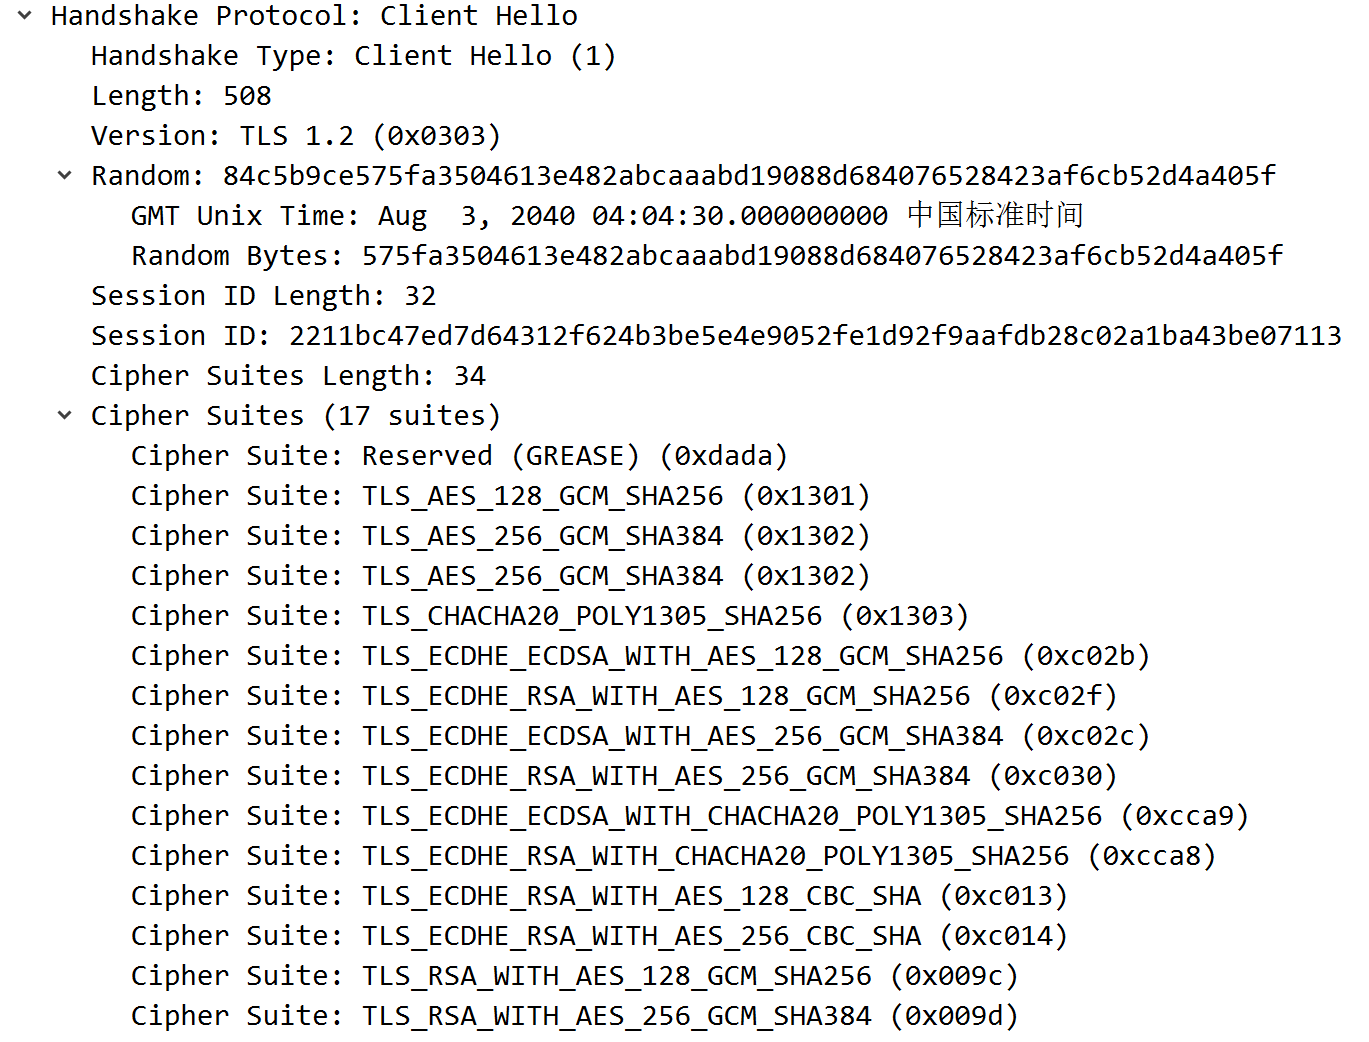 Handshake Protocol: Client Hello
Handshake Type: Client Hello (1)
Length: 508
Version: TLS 1.2 (0x0303)
Random: 84c5b9ce575fa3504613e482abcaaabd19088d684076528423af6cb52d4a405f
GMT Unix Time: Aug  3, 2040 04:04:30.000000000 中国标准时间
Random Bytes: 575fa3504613e482abcaaabd19088d684076528423af6cb52d4a405f
Session ID Length: 32
Session ID: 2211bc47ed7d64312f624b3be5e4e9052fe1d92f9aafdb28c02a1ba43be07113
Cipher Suites Length: 34
Cipher Suites (17 suites)
Cipher Suite: Reserved (GREASE) (0xdada)
Cipher Suite: TLS_AES_128_GCM_SHA256 (0x1301)
Cipher Suite: TLS_AES_256_GCM_SHA384 (0x1302)
Cipher Suite: TLS_AES_256_GCM_SHA384 (0x1302)
Cipher Suite: TLS_CHACHA20_POLY1305_SHA256 (0x1303)
Cipher Suite: TLS_ECDHE_ECDSA_WITH_AES_128_GCM_SHA256 (0xc02b)
Cipher Suite: TLS_ECDHE_RSA_WITH_AES_128_GCM_SHA256 (0xc02f)
Cipher Suite: TLS_ECDHE_ECDSA_WITH_AES_256_GCM_SHA384 (0xc02c)
Cipher Suite: TLS_ECDHE_RSA_WITH_AES_256_GCM_SHA384 (0xc030)
Cipher Suite: TLS_ECDHE_ECDSA_WITH_CHACHA20_POLY1305_SHA256 (0xcca9)
Cipher Suite: TLS_ECDHE_RSA_WITH_CHACHA20_POLY1305_SHA256 (0xcca8)
Cipher Suite: TLS_ECDHE_RSA_WITH_AES_128_CBC_SHA (0xc013)
Cipher Suite: TLS_ECDHE_RSA_WITH_AES_256_CBC_SHA (0xc014)
Cipher Suite: TLS_RSA_WITH_AES_128_GCM_SHA256 (0x009c)
Cipher Suite: TLS_RSA_WITH_AES_256_GCM_SHA384 (0x009d)